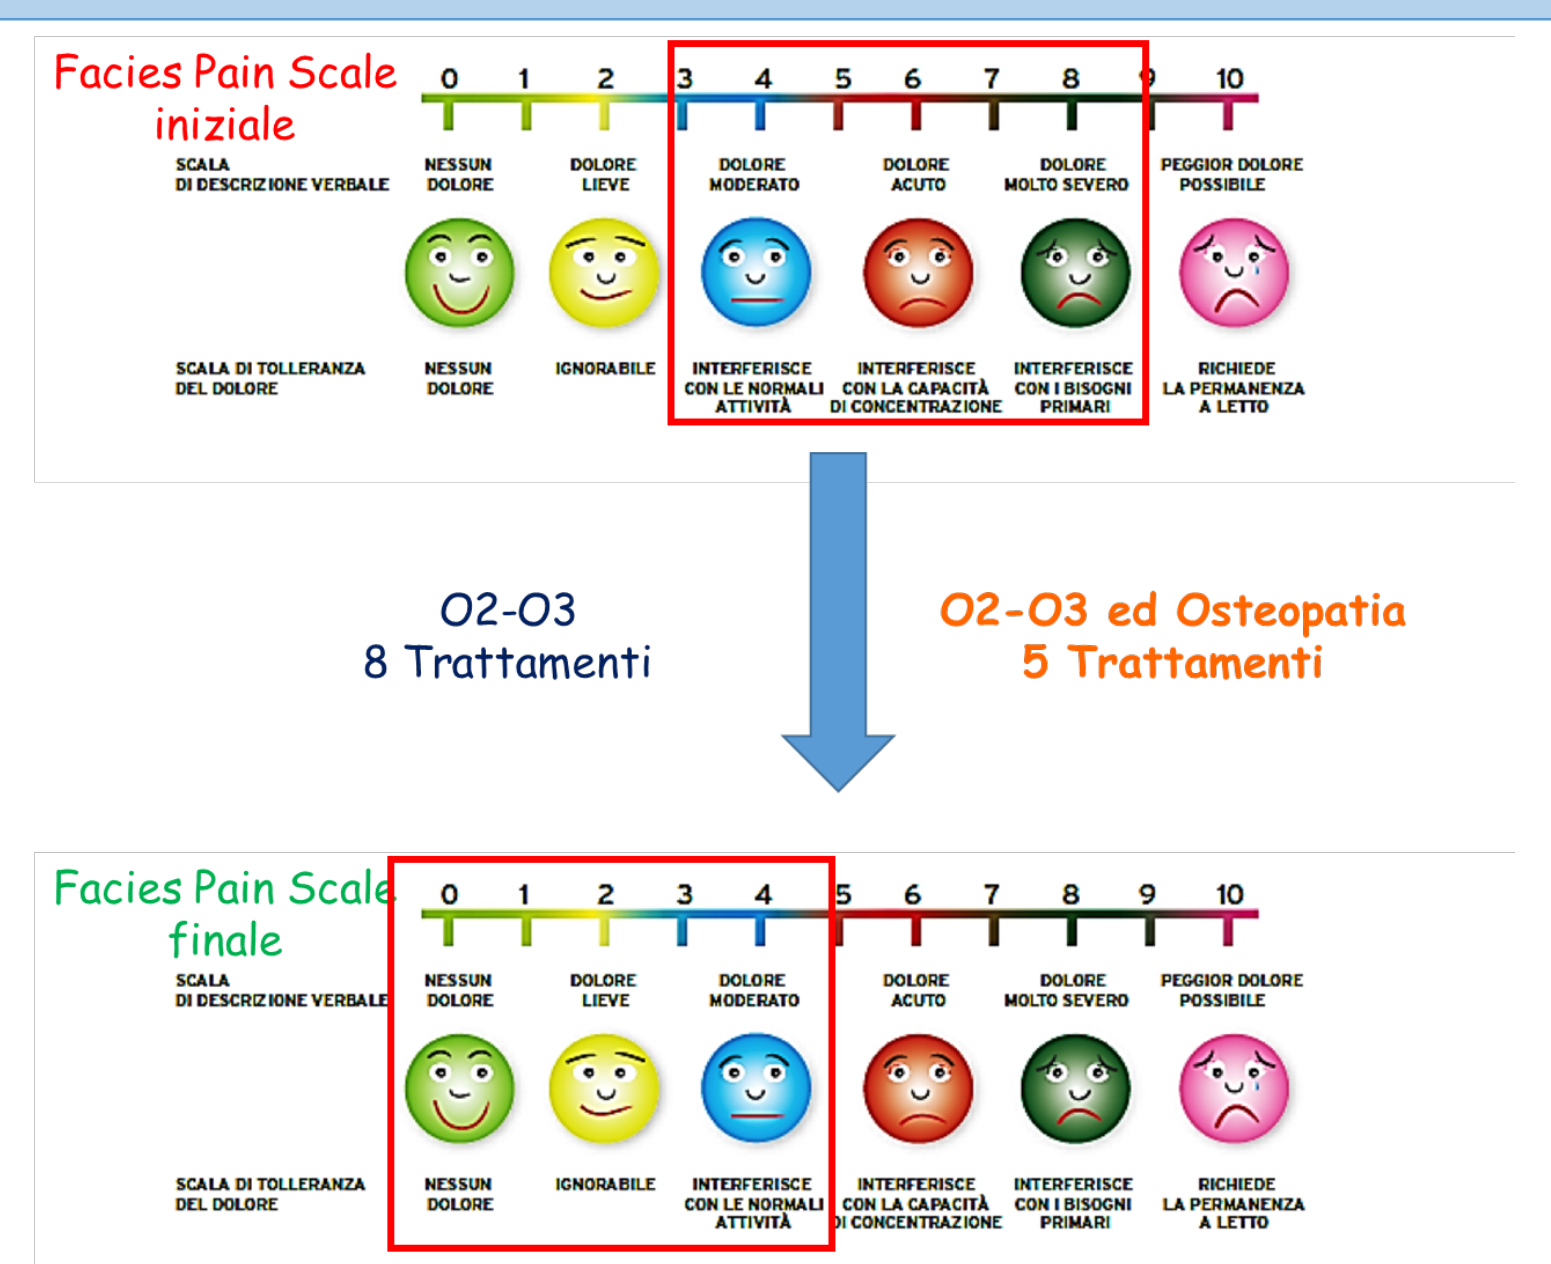 Facies Pain Scale
iniziale
0 1 2 3 4 5 6 7 8 9 10
SCALA
DI DESCRIZIONE VERBALE
NESSUN
DOLORE
DOLORE
LIEVE
DOLORE
MODERATO
DOLORE
ACUTO
DOLORE
MOLTO SEVERO
PEGGIOR DOLORE
POSSIBILE
SCALA DI TOLLERANZA
DEL DOLORE
NESSUN
DOLORE
IGNORABILE
INTERFERISCE
CON LE NORMALI
ATTIVITÀ
INTERFERISCE
CON LA CAPACITÀ
DI CONCENTRAZIONE
INTERFERISCE
CON I BISOGNI
PRIMARI
RICHIEDE
LA PERMANENZA
A LETTO
O2-O3
8 Trattamenti
O2-O3 ed Osteopatia
5 Trattamenti
Facies Pain Scale
finale
0 1 2 3 4 5 6 7 8 9 10
SCALA
DI DESCRIZIONE VERBALE
NESSUN
DOLORE
DOLORE
LIEVE
DOLORE
MODERATO
DOLORE
ACUTO
DOLORE
MOLTO SEVERO
PEGGIOR DOLORE
POSSIBILE
SCALA DI TOLLERANZA
DEL DOLORE
NESSUN
DOLORE
IGNORABILE
INTERFERISCE
CON LE NORMALI
ATTIVITÀ
INTERFERISCE
CON LA CAPACITÀ
DI CONCENTRAZIONE
INTERFERISCE
CON I BISOGNI
PRIMARI
RICHIEDE
LA PERMANENZA
A LETTO